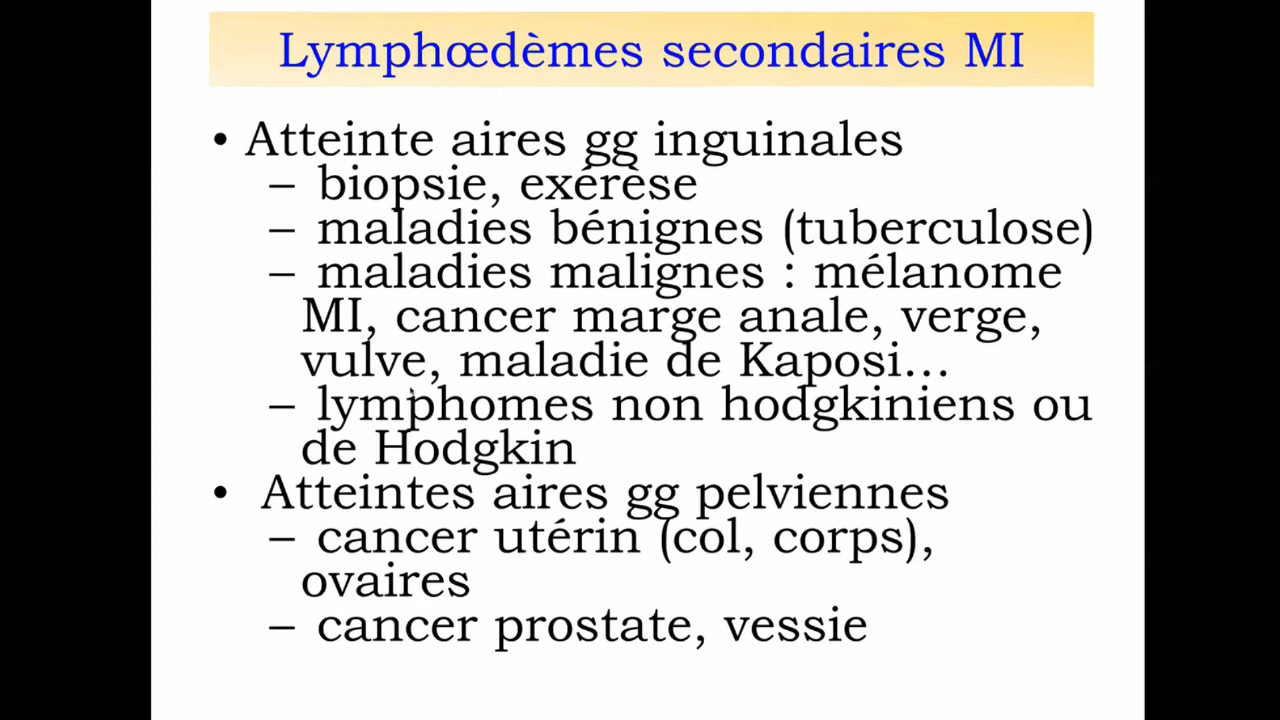 Lymphœdèmes secondaires MI
• Atteinte aires gg inguinales
– biopsie, exérèse
– maladies bénignes (tuberculose)
– maladies malignes : mélanome
MI, cancer marge anale, verge,
vulve, maladie de Kaposi…
– lymphomes non hodgkiniens ou
de Hodgkin
• Atteintes aires gg pelviennes
– cancer utérin (col, corps),
ovaires
– cancer prostate, vessie